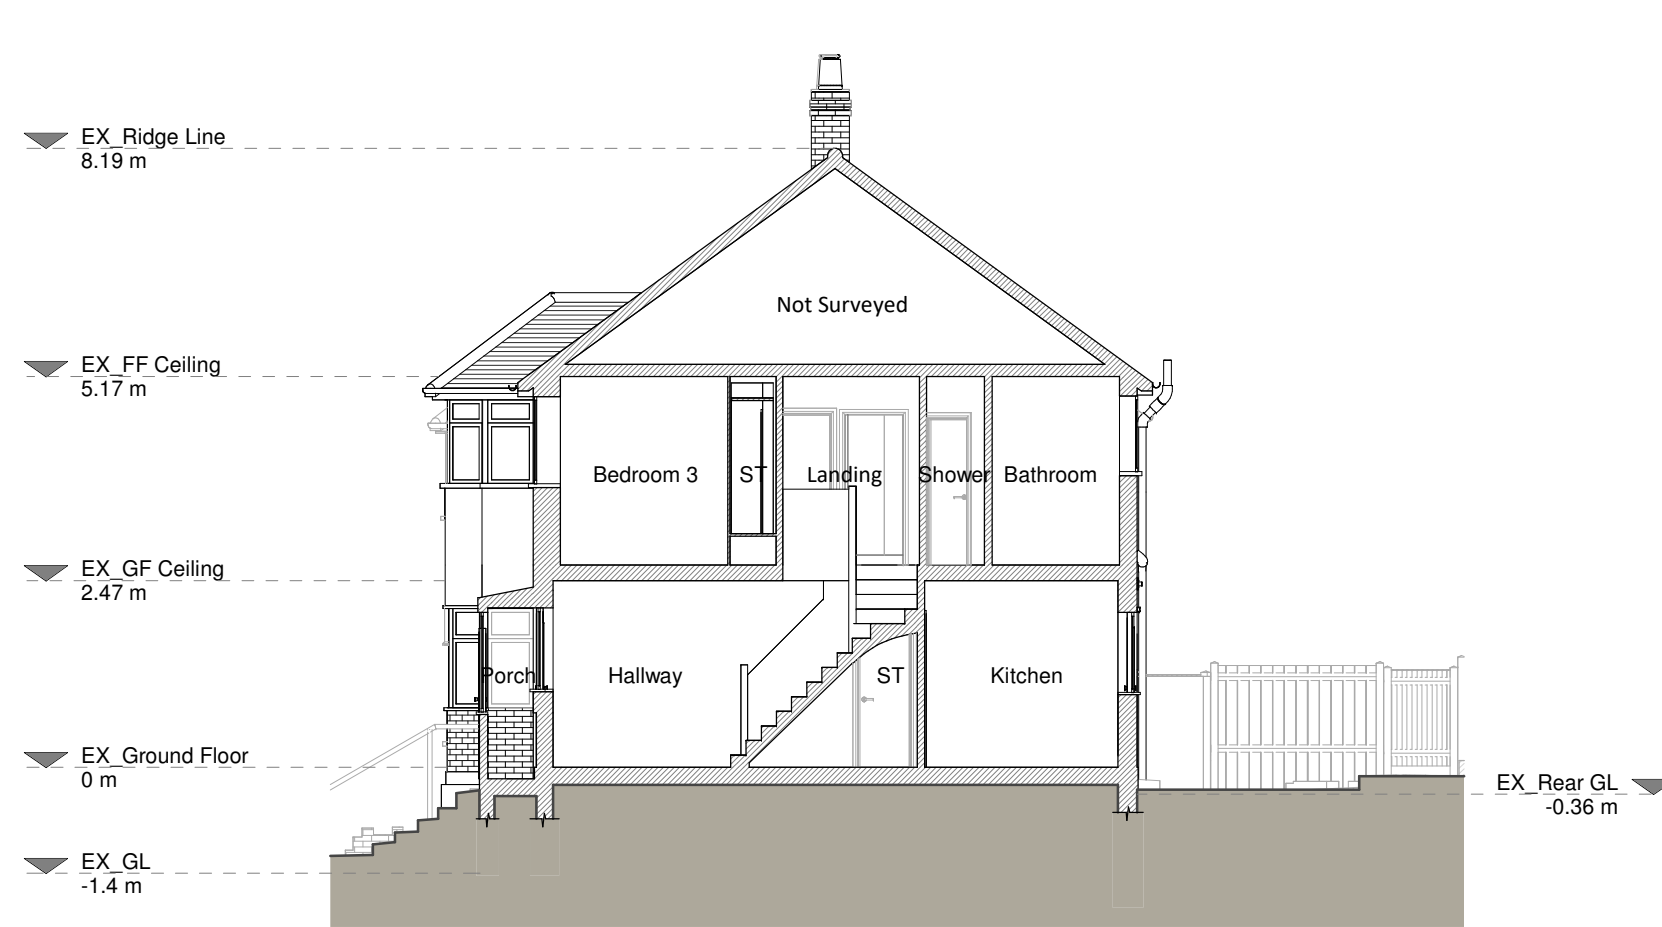 EX_Ridge Line
8.19 m
Not Surveyed
EX_FF Ceiling
5.17 m
Bedroom 3 ST Landing Shower Bathroom
EX_GF Ceiling
2.47 m
Porch Hallway ST Kitchen
EX_Ground Floor
0 m
EX_Rear GL
-0.36 m
EX_GL
-1.4 m